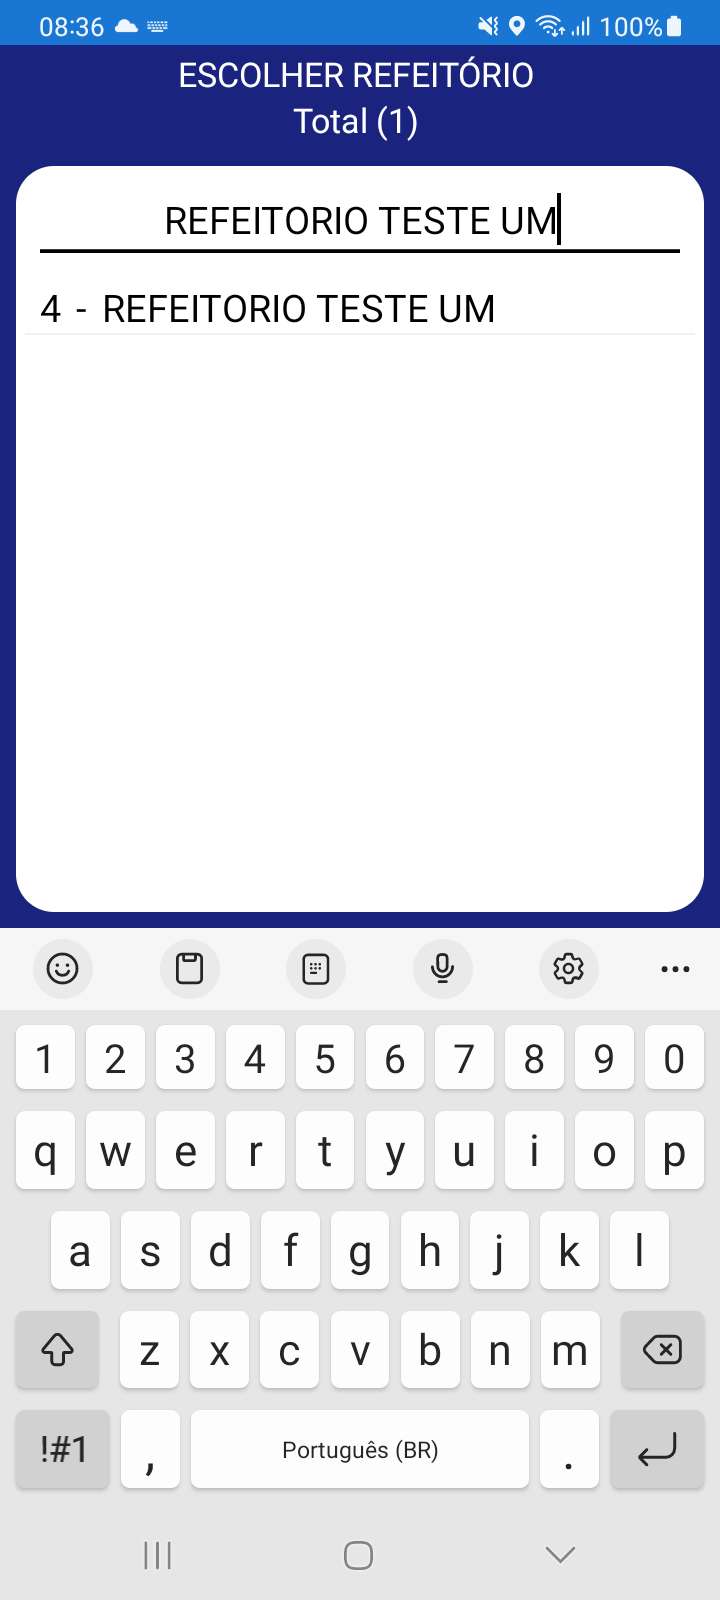 08:36 100%
ESCOLHER REFEITÓRIO
Total (1)
REFEITORIO TESTE UM
4 - REFEITORIO TESTE UM
1 2 3 4 5 6 7 8 9 0
q w e r t y u i o p
a s d f g h j k l
z x c v b n m
!#1 , Português (BR) .